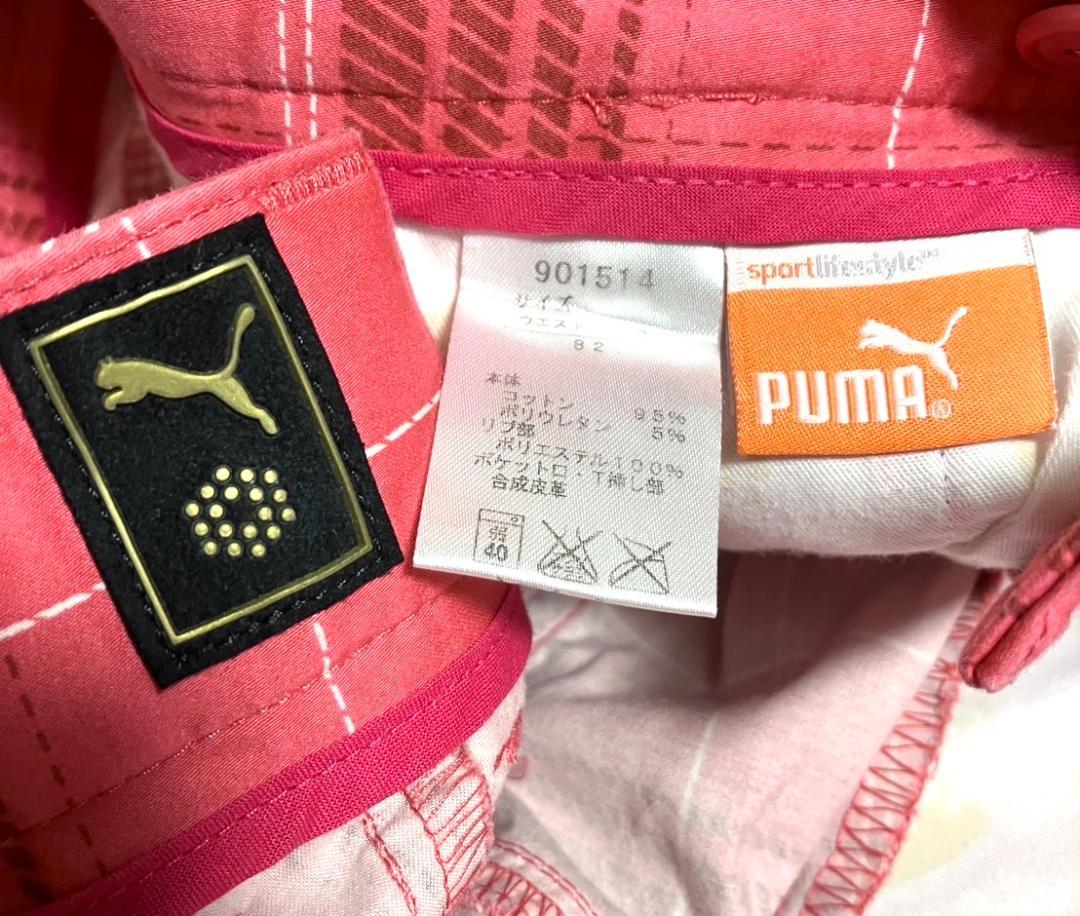 901514
サイズ
ウエスト
82
本体
コットン 95%
ポリウレタン 5%
リブ部
ポリエステル100%
ポケット口・T挿し部
合成皮革
弱
40
sportlifestyle™
PUMA®